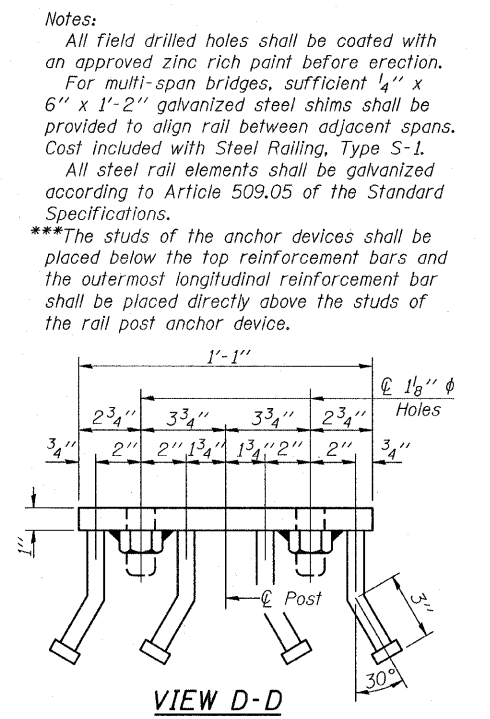 Notes:
All field drilled holes shall be coated with
an approved zinc rich paint before erection.
For multi-span bridges, sufficient 1/4" x
6" x 1'-2" galvanized steel shims shall be
provided to align rail between adjacent spans.
Cost included with Steel Railing, Type S-1.
All steel rail elements shall be galvanized
according to Article 509.05 of the Standard
Specifications.
***The studs of the anchor devices shall be
placed below the top reinforcement bars and
the outermost longitudinal reinforcement bar
shall be placed directly above the studs of
the rail post anchor device.
1'-1"
℄ 1 1/8" φ
Holes
2 3/4" 3 3/4" 3 3/4" 2 3/4"
3/4" 2" 2" 1 3/4" 1 3/4" 2" 2" 3/4"
1"
℄ Post
3"
30°
VIEW D-D